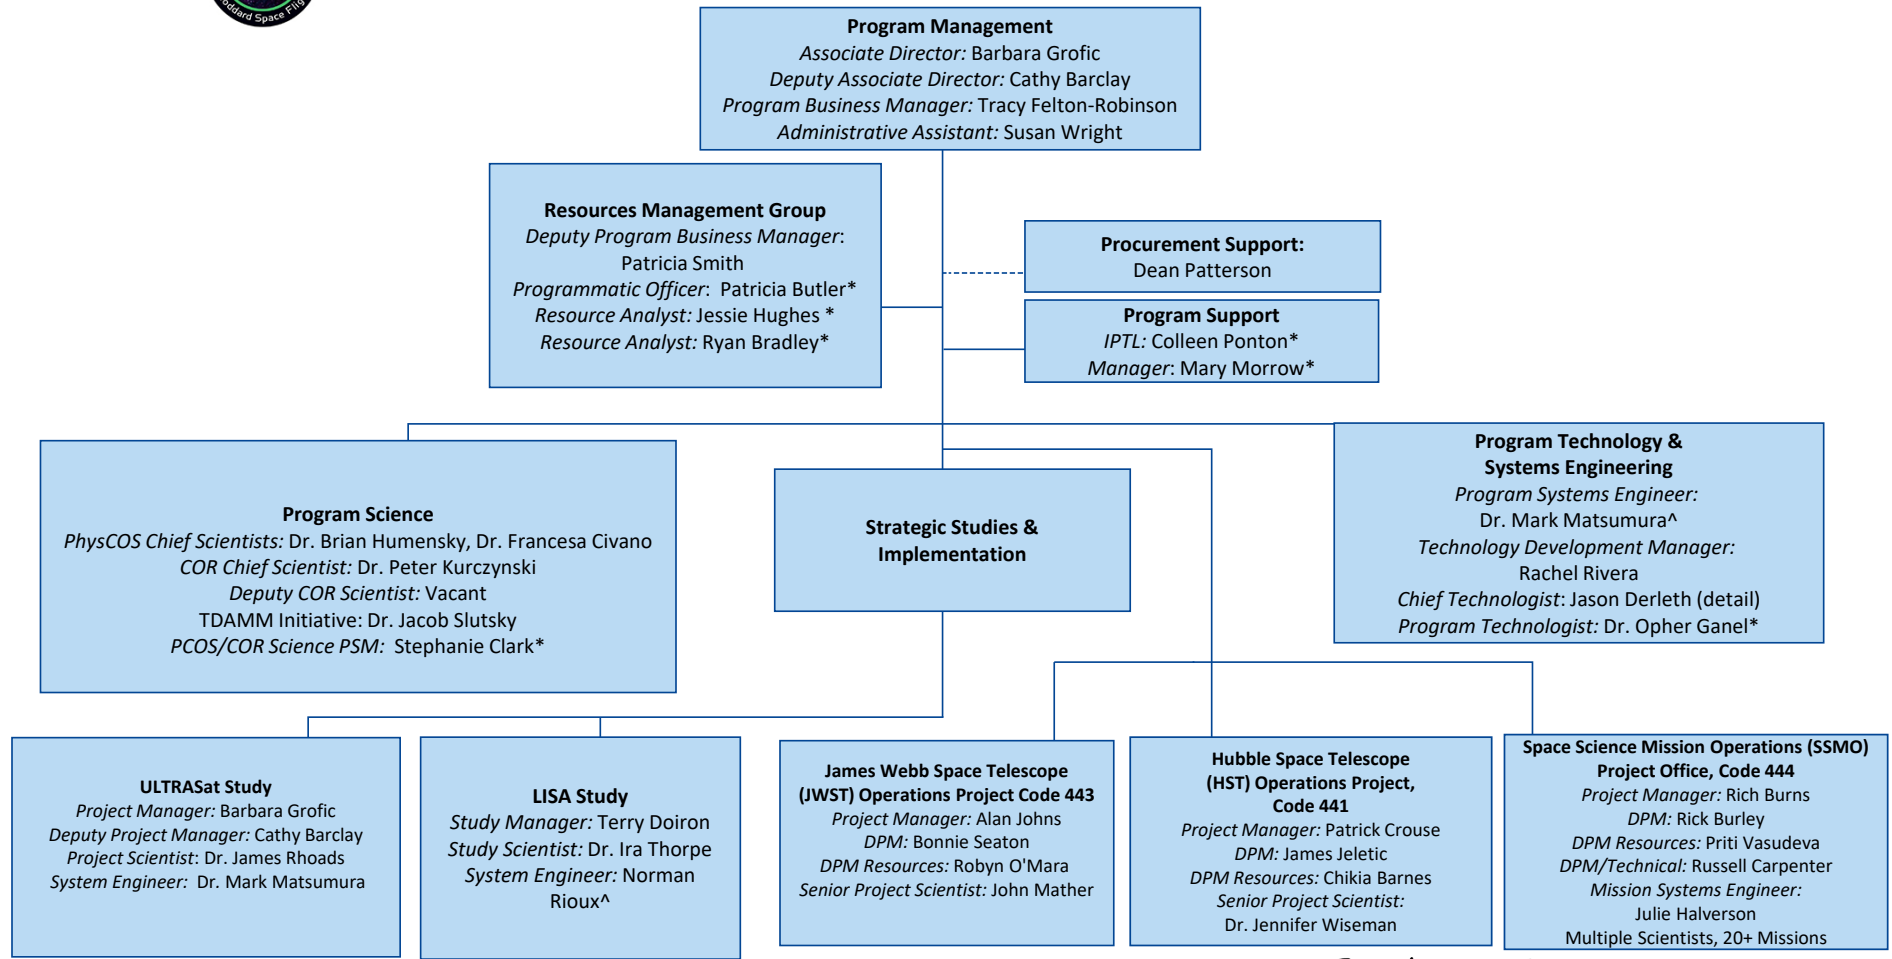 oddard Space Flig
Program Management
Associate Director: Barbara Grofic
Deputy Associate Director: Cathy Barclay
Program Business Manager: Tracy Felton-Robinson
Administrative Assistant: Susan Wright
Resources Management Group
Deputy Program Business Manager:
Patricia Smith
Programmatic Officer:  Patricia Butler*
Resource Analyst: Jessie Hughes *
Resource Analyst: Ryan Bradley*
Procurement Support:
Dean Patterson
Program Support
IPTL: Colleen Ponton*
Manager: Mary Morrow*
Program Science
PhysCOS Chief Scientists: Dr. Brian Humensky, Dr. Francesa Civano
COR Chief Scientist: Dr. Peter Kurczynski
Deputy COR Scientist: Vacant
TDAMM Initiative: Dr. Jacob Slutsky
PCOS/COR Science PSM:  Stephanie Clark*
Strategic Studies &
Implementation
Program Technology &
Systems Engineering
Program Systems Engineer:
Dr. Mark Matsumura^
Technology Development Manager:
Rachel Rivera
Chief Technologist: Jason Derleth (detail)
Program Technologist: Dr. Opher Ganel*
ULTRASat Study
Project Manager: Barbara Grofic
Deputy Project Manager: Cathy Barclay
Project Scientist: Dr. James Rhoads
System Engineer:  Dr. Mark Matsumura
LISA Study
Study Manager: Terry Doiron
Study Scientist: Dr. Ira Thorpe
System Engineer: Norman
Rioux^
James Webb Space Telescope
(JWST) Operations Project Code 443
Project Manager: Alan Johns
DPM: Bonnie Seaton
DPM Resources: Robyn O'Mara
Senior Project Scientist: John Mather
Hubble Space Telescope
(HST) Operations Project,
Code 441
Project Manager: Patrick Crouse
DPM: James Jeletic
DPM Resources: Chikia Barnes
Senior Project Scientist:
Dr. Jennifer Wiseman
Space Science Mission Operations (SSMO)
Project Office, Code 444
Project Manager: Rich Burns
DPM: Rick Burley
DPM Resources: Priti Vasudeva
DPM/Technical: Russell Carpenter
Mission Systems Engineer:
Julie Halverson
Multiple Scientists, 20+ Missions